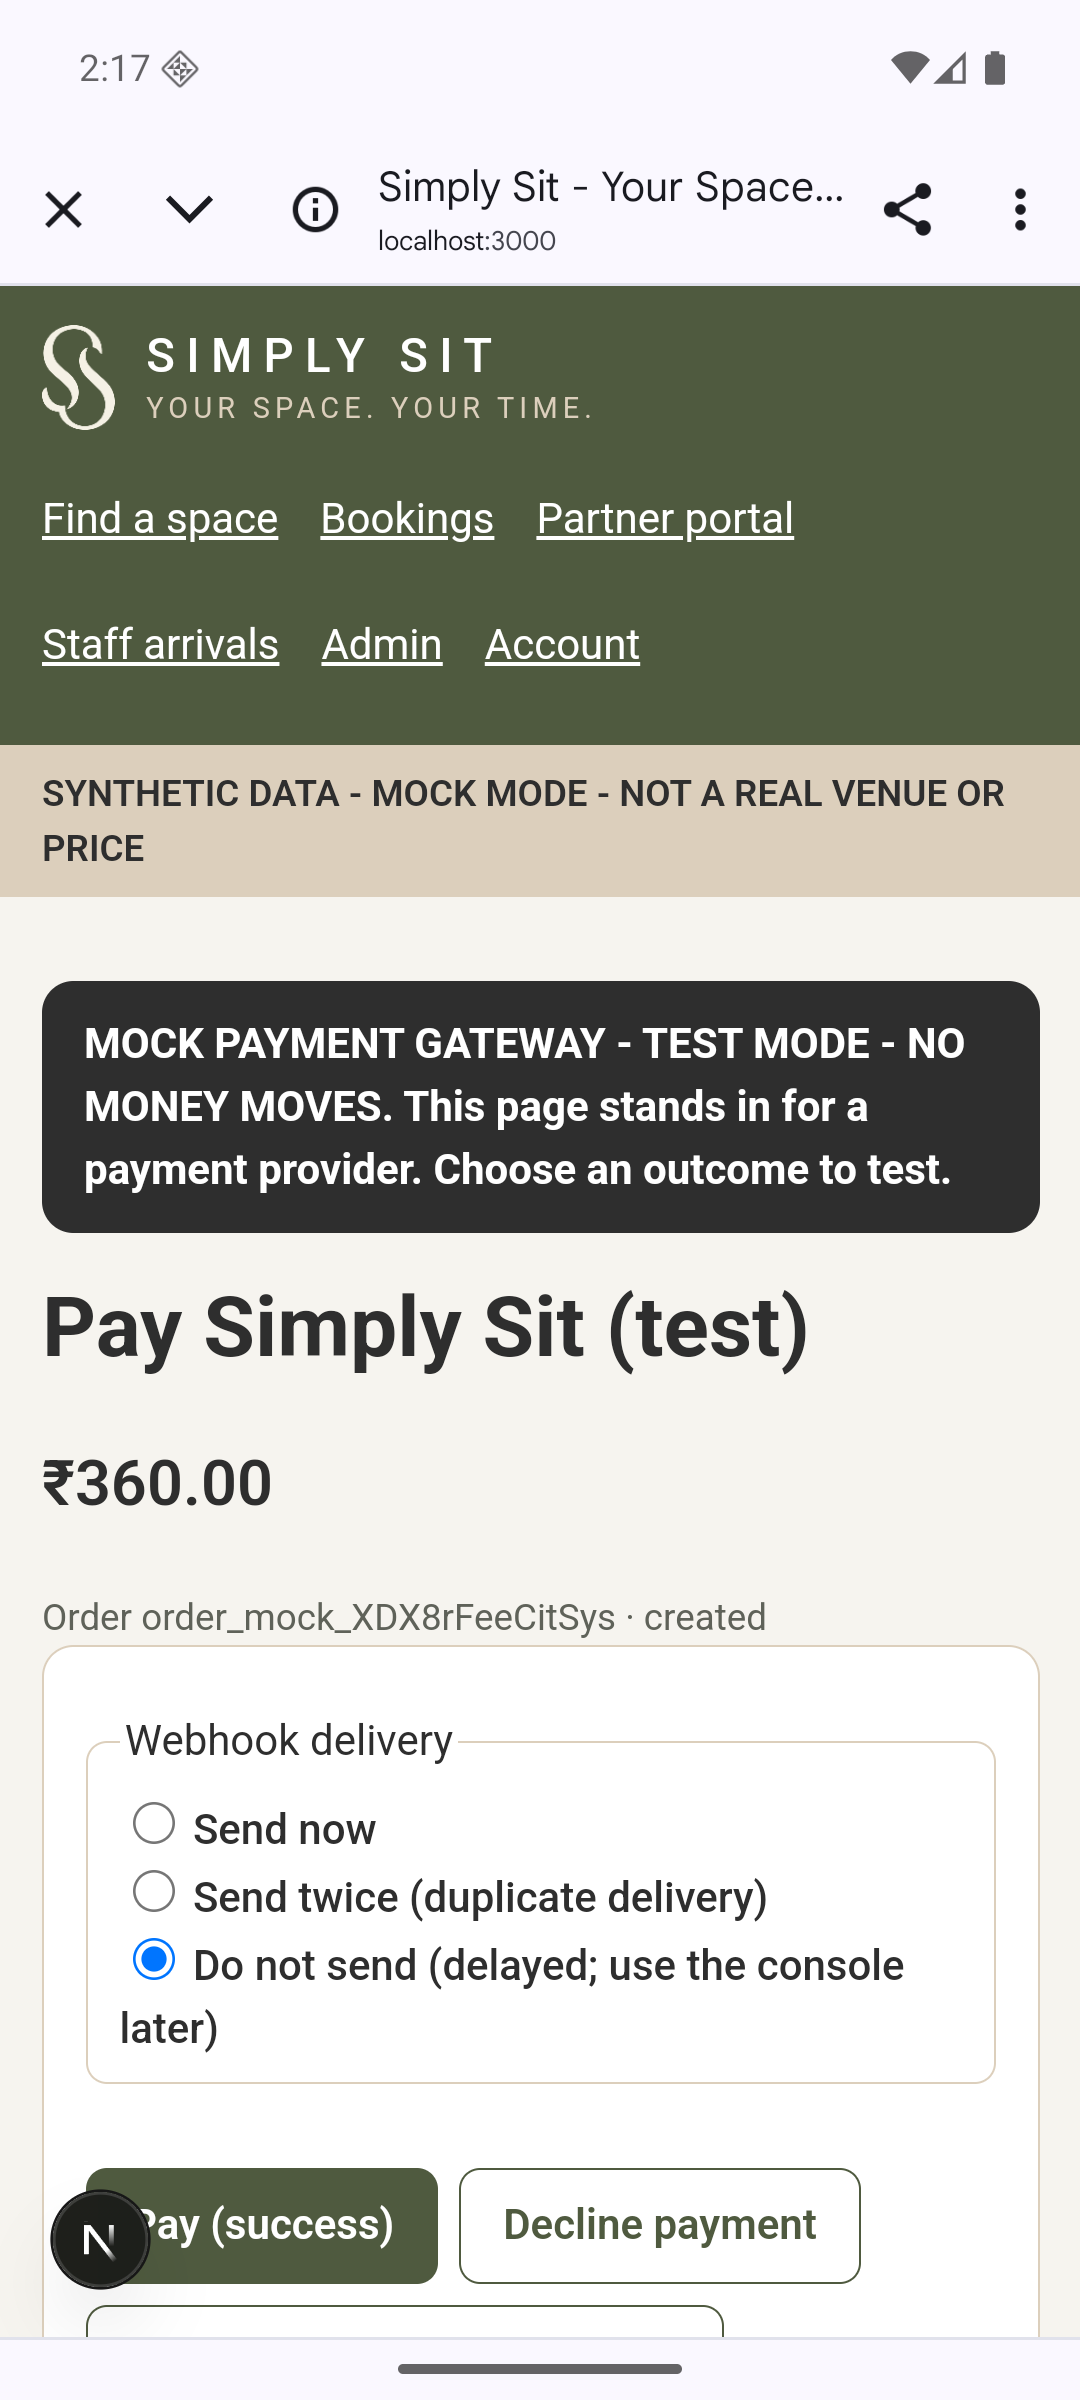 2:17
Simply Sit - Your Space...
localhost:3000
SIMPLY SIT
YOUR SPACE. YOUR TIME.
Find a space Bookings Partner portal
Staff arrivals Admin Account
SYNTHETIC DATA - MOCK MODE - NOT A REAL VENUE OR
PRICE
MOCK PAYMENT GATEWAY - TEST MODE - NO
MONEY MOVES. This page stands in for a
payment provider. Choose an outcome to test.
Pay Simply Sit (test)
₹360.00
Order order_mock_XDX8rFeeCitSys · created
Webhook delivery
Send now
Send twice (duplicate delivery)
Do not send (delayed; use the console
later)
Pay (success) Decline payment
N